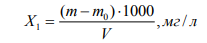 X₁ = (m − m₀) · 1000 / V, мг / л